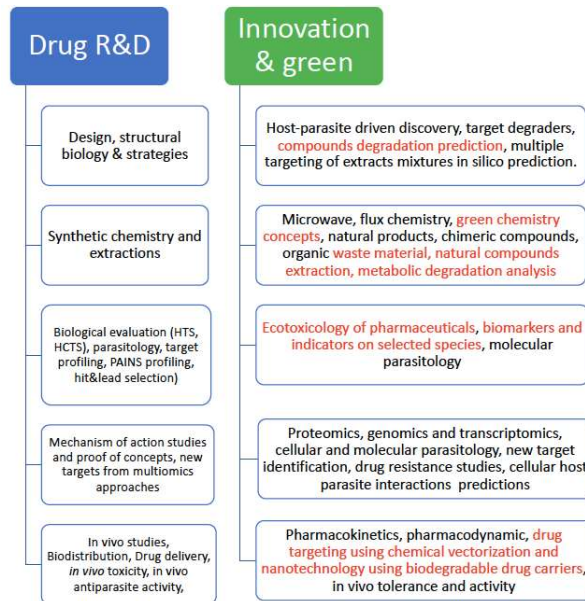 Drug R&D
Innovation
& green
Design, structural
biology & strategies
Host-parasite driven discovery, target degraders,
compounds degradation prediction, multiple
targeting of extracts mixtures in silico prediction.
Synthetic chemistry and
extractions
Microwave, flux chemistry, green chemistry
concepts, natural products, chimeric compounds,
organic waste material, natural compounds
extraction, metabolic degradation analysis
Biological evaluation (HTS,
HCTS), parasitology, target
profiling, PAINS profiling,
hit&lead selection)
Ecotoxicology of pharmaceuticals, biomarkers and
indicators on selected species, molecular
parasitology
Mechanism of action studies
and proof of concepts, new
targets from multiomics
approaches
Proteomics, genomics and transcriptomics,
cellular and molecular parasitology, new target
identification, drug resistance studies, cellular host
parasite interactions predictions
In vivo studies,
Biodistribution, Drug delivery,
in vivo toxicity, in vivo
antiparasite activity,
Pharmacokinetics, pharmacodynamic, drug
targeting using chemical vectorization and
nanotechnology using biodegradable drug carriers,
in vivo tolerance and activity